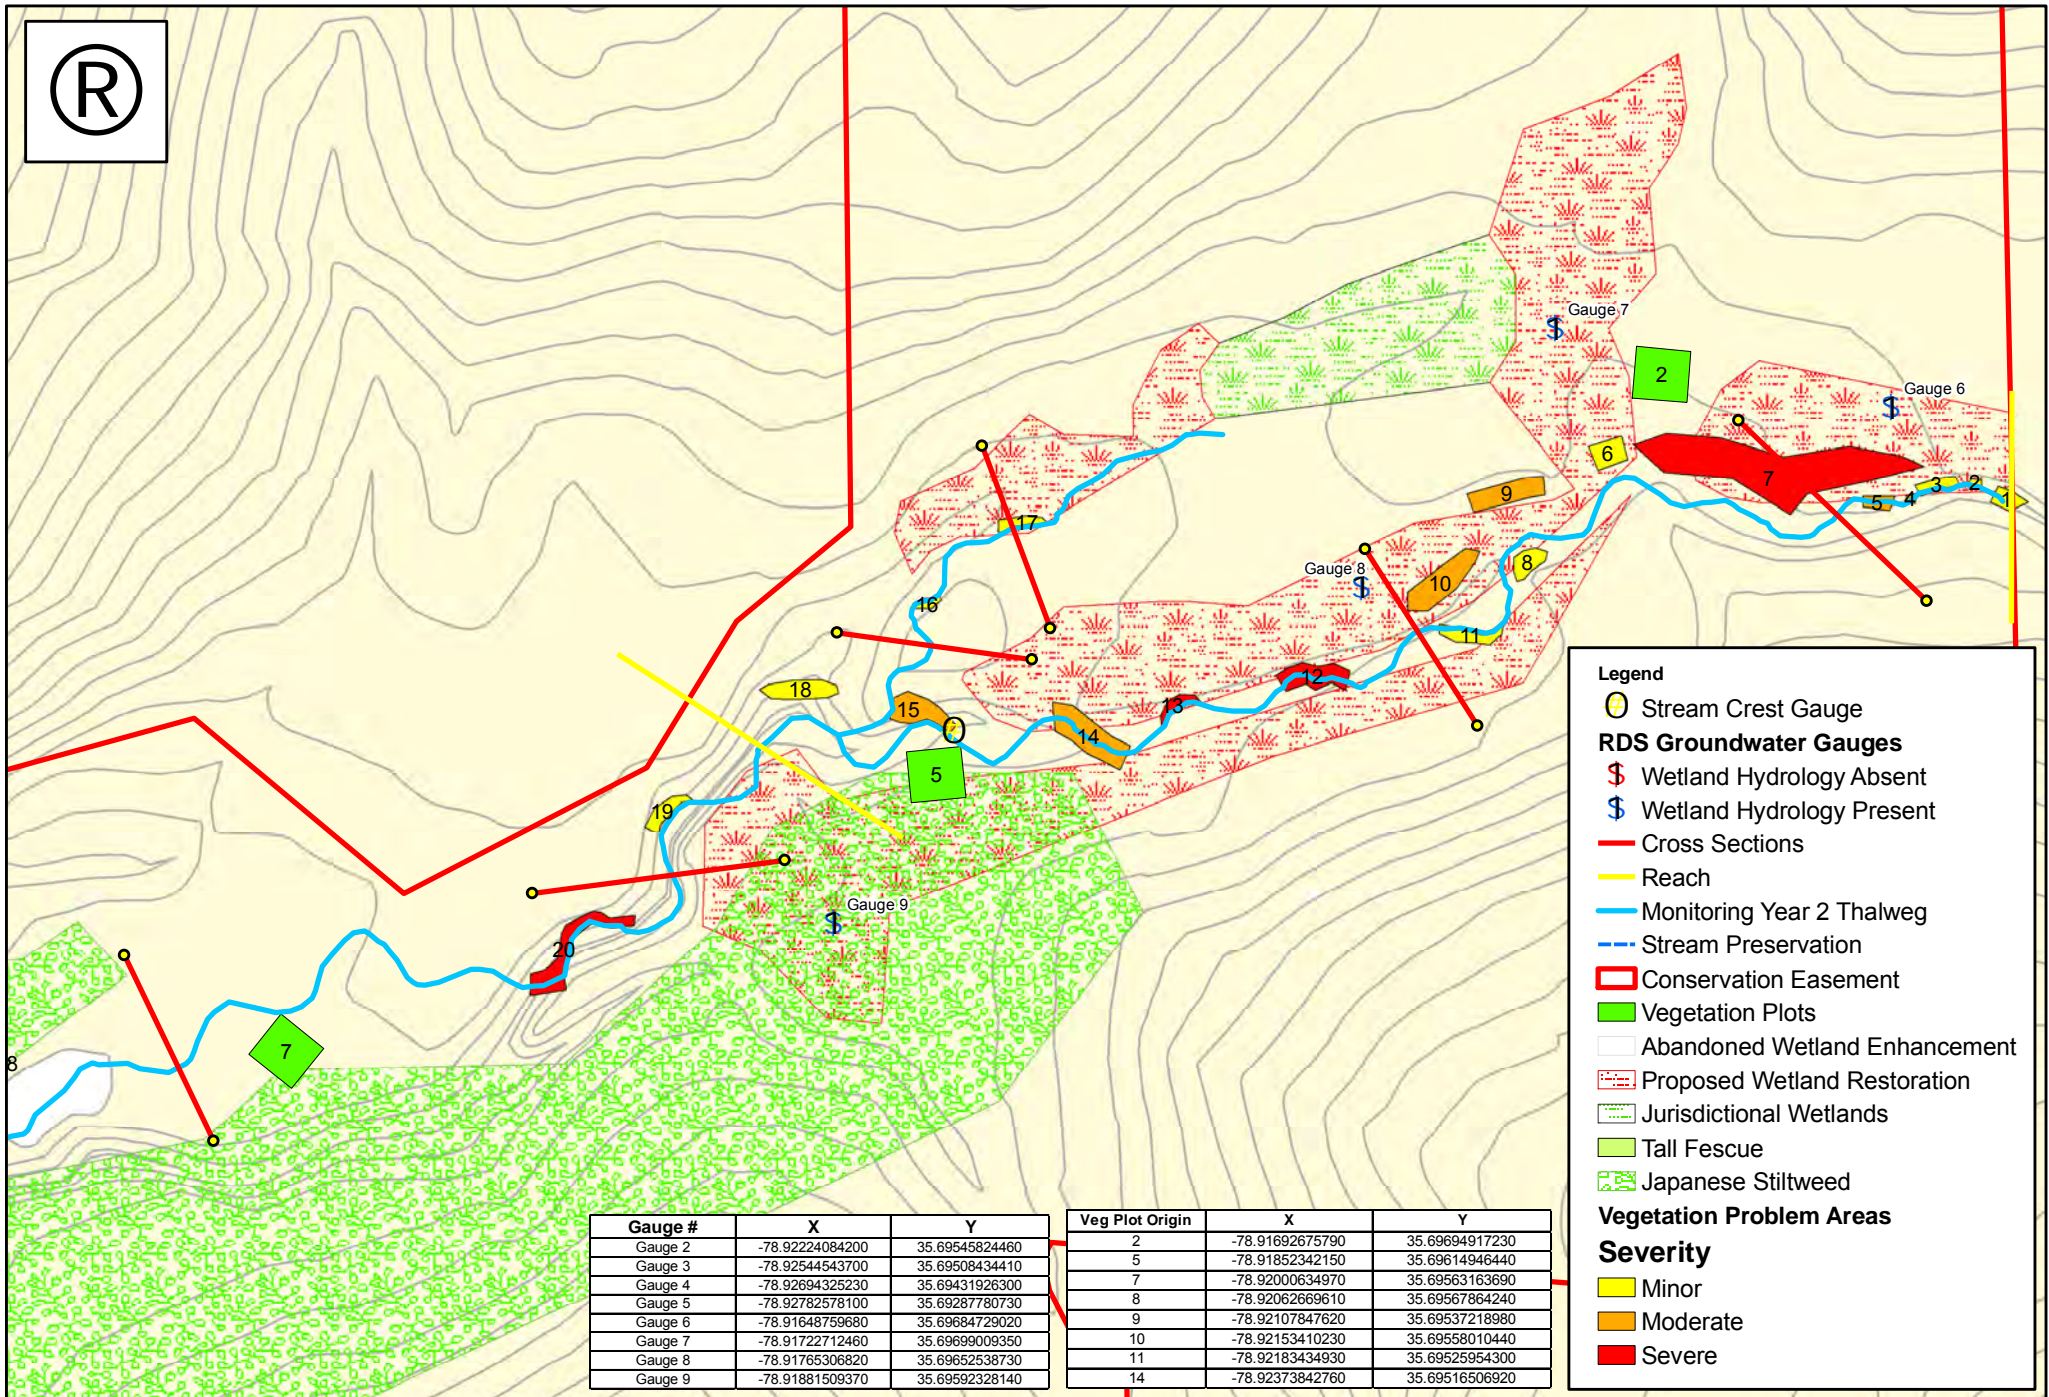 ®
Gauge 7
2
Gauge 6
6
7
9
5
4
3
2
1
17
Gauge 8
10
8
16
11
18
15
12
13
14
5
19
Gauge 9
20
7
8
Legend
Stream Crest Gauge
RDS Groundwater Gauges
Wetland Hydrology Absent
Wetland Hydrology Present
Cross Sections
Reach
Monitoring Year 2 Thalweg
Stream Preservation
Conservation Easement
Vegetation Plots
Abandoned Wetland Enhancement
Proposed Wetland Restoration
Jurisdictional Wetlands
Tall Fescue
Japanese Stiltweed
Vegetation Problem Areas
Severity
Minor
Moderate
Severe
Gauge # X Y
Gauge 2 -78.92224084200 35.69545824460
Gauge 3 -78.92544543700 35.69508434410
Gauge 4 -78.92694325230 35.69431926300
Gauge 5 -78.92782578100 35.69287780730
Gauge 6 -78.91648759680 35.69684729020
Gauge 7 -78.91722712460 35.69699009350
Gauge 8 -78.91765306820 35.69652538730
Gauge 9 -78.91881509370 35.69592328140
Veg Plot Origin X Y
2 -78.91692675790 35.69694917230
5 -78.91852342150 35.69614946440
7 -78.92000634970 35.69563163690
8 -78.92062669610 35.69567864240
9 -78.92107847620 35.69537218980
10 -78.92153410230 35.69558010440
11 -78.92183434930 35.69525954300
14 -78.92373842760 35.69516506920